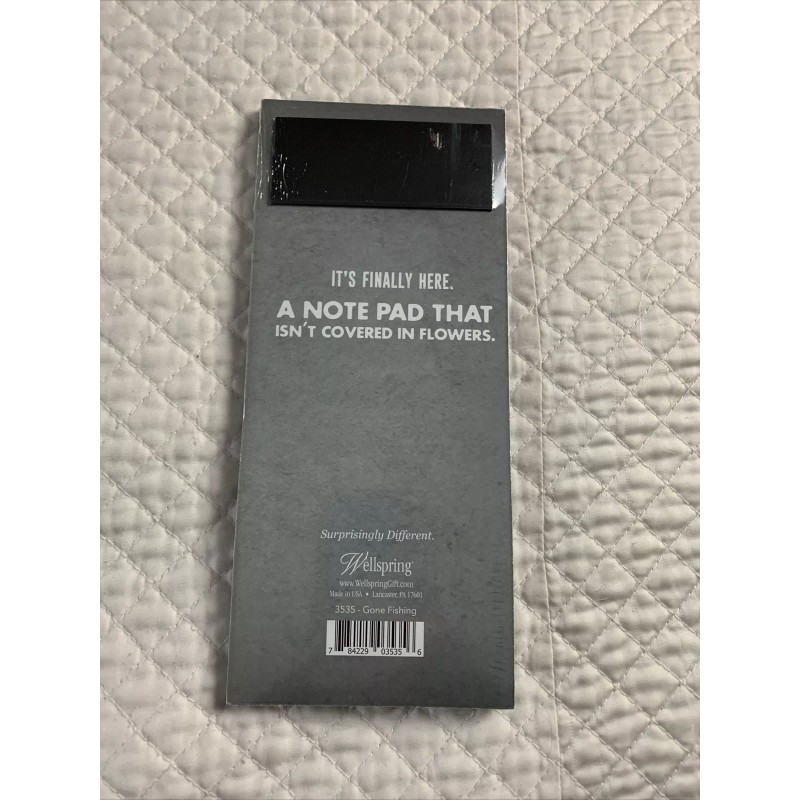 IT'S FINALLY HERE.
A NOTE PAD THAT
ISN'T COVERED IN FLOWERS.
Surprisingly Different.
Wellspring
www.WellspringGift.com
Made in USA • Lancaster, PA 17601
3535 - Gone Fishing
7 84229 03535 6